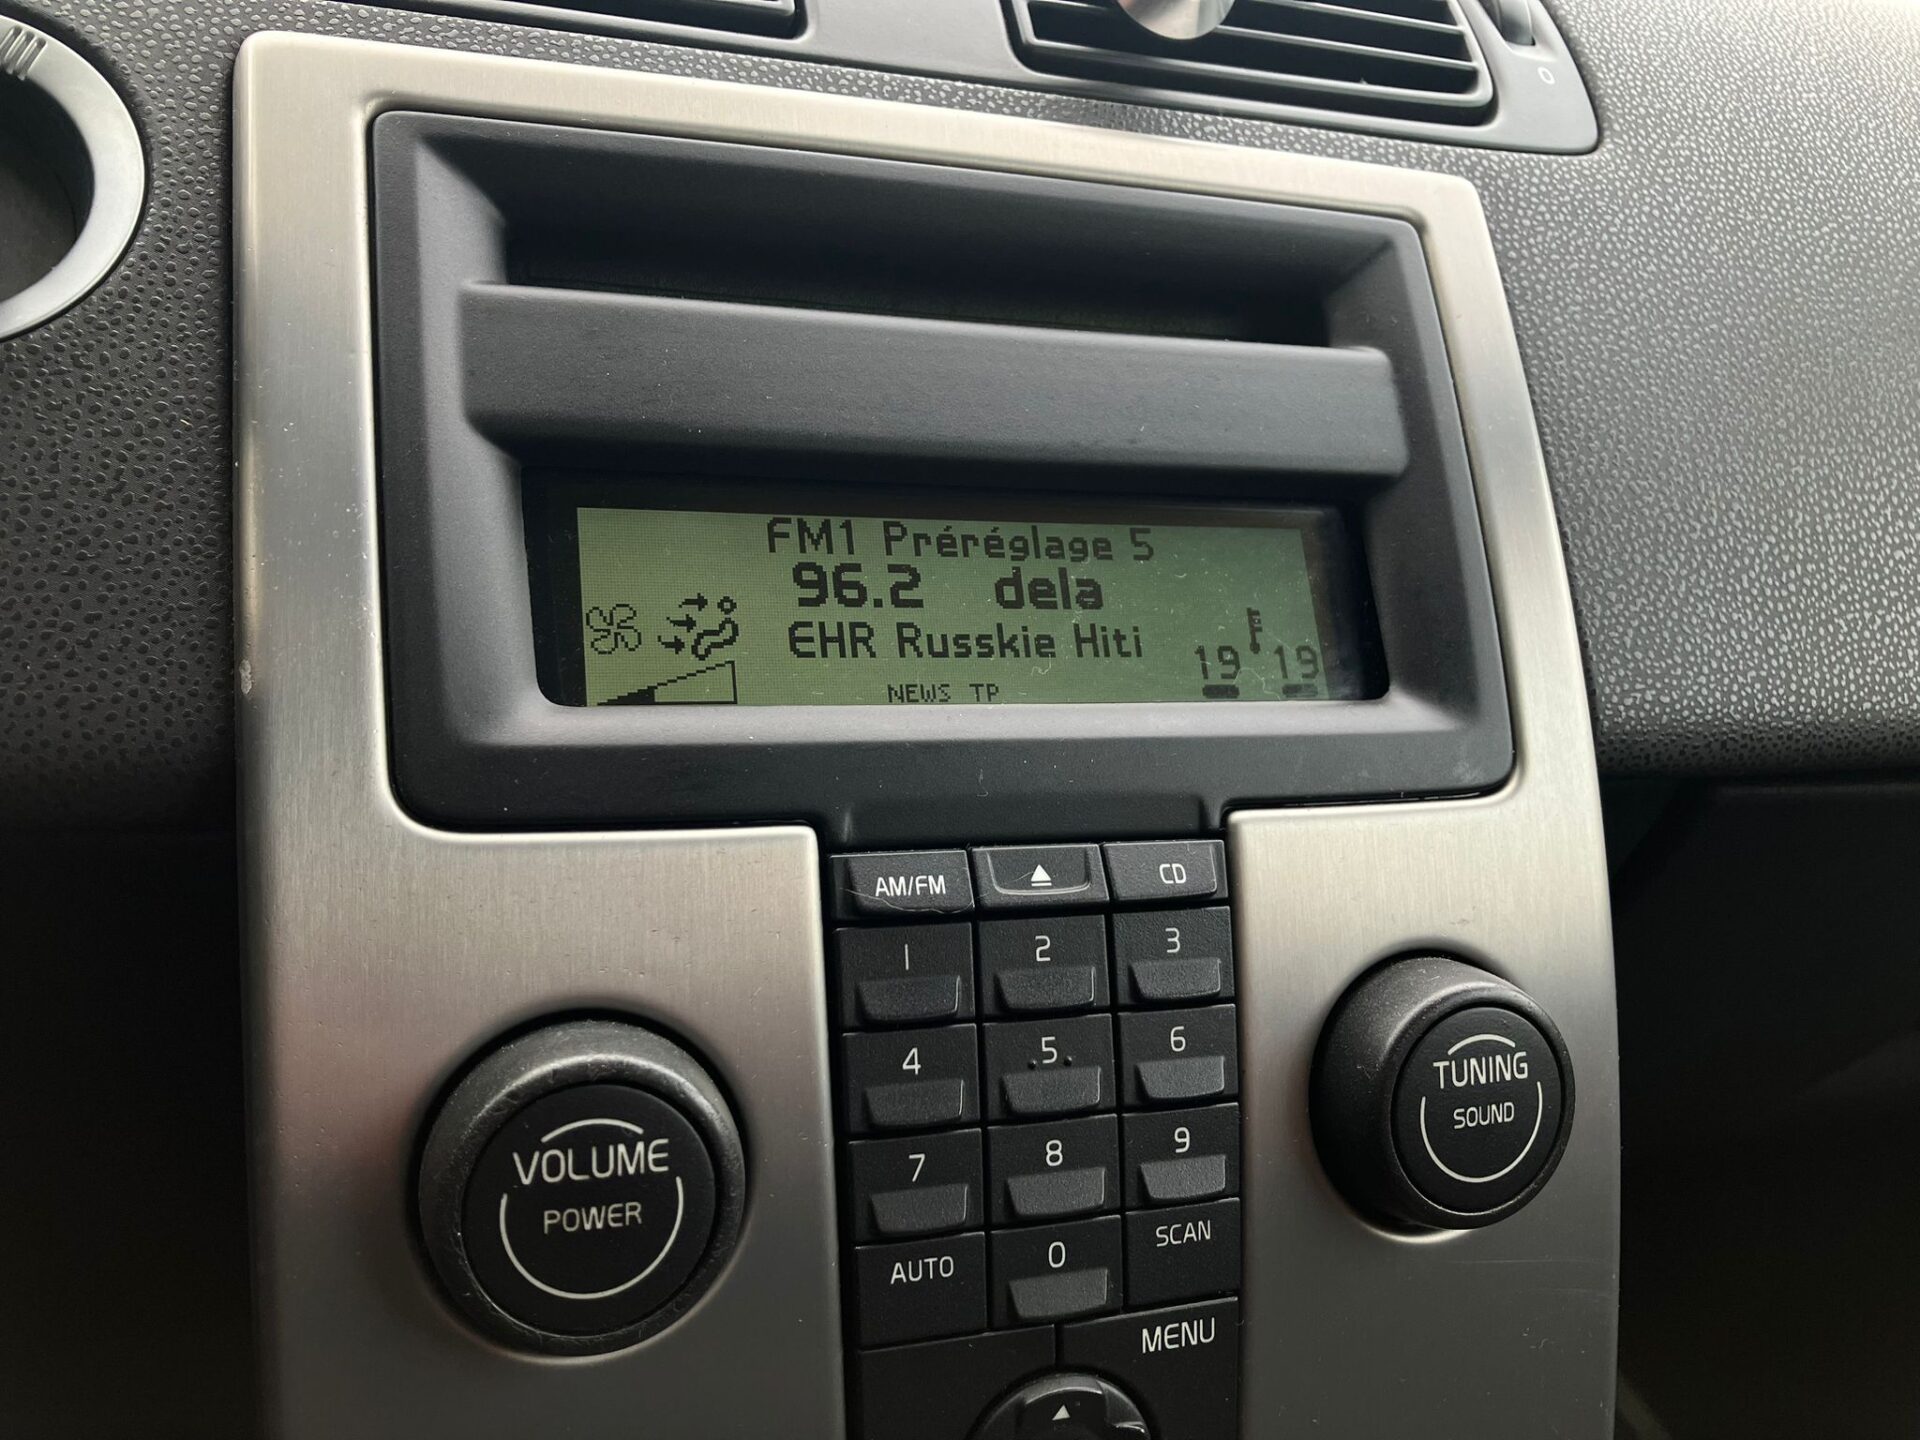 0
FM1 Préréglage 5
96.2 dela
EHR Russkie Hiti
19 19
NEWS TP
AM/FM CD
1 2 3
4 5 6
7 8 9
AUTO 0 SCAN
MENU
VOLUME
POWER
TUNING
SOUND